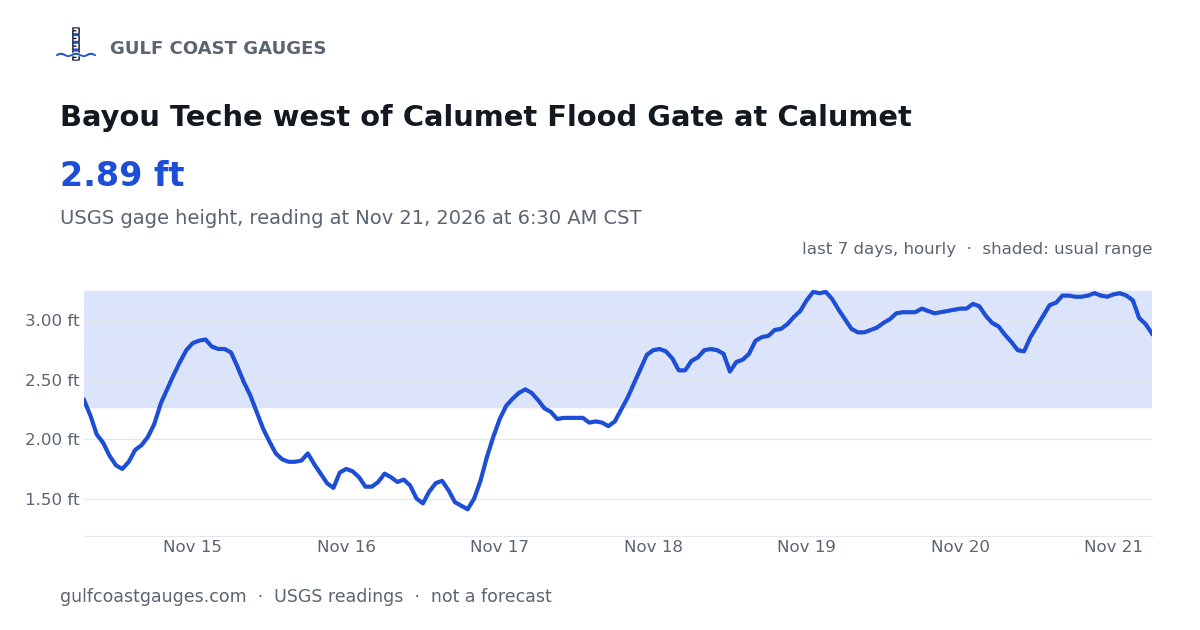 GULF COAST GAUGES
Bayou Teche west of Calumet Flood Gate at Calumet
2.89 ft
USGS gage height, reading at Nov 21, 2026 at 6:30 AM CST
last 7 days, hourly · shaded: usual range
3.00 ft
2.50 ft
2.00 ft
1.50 ft
Nov 15 Nov 16 Nov 17 Nov 18 Nov 19 Nov 20 Nov 21
gulfcoastgauges.com · USGS readings · not a forecast